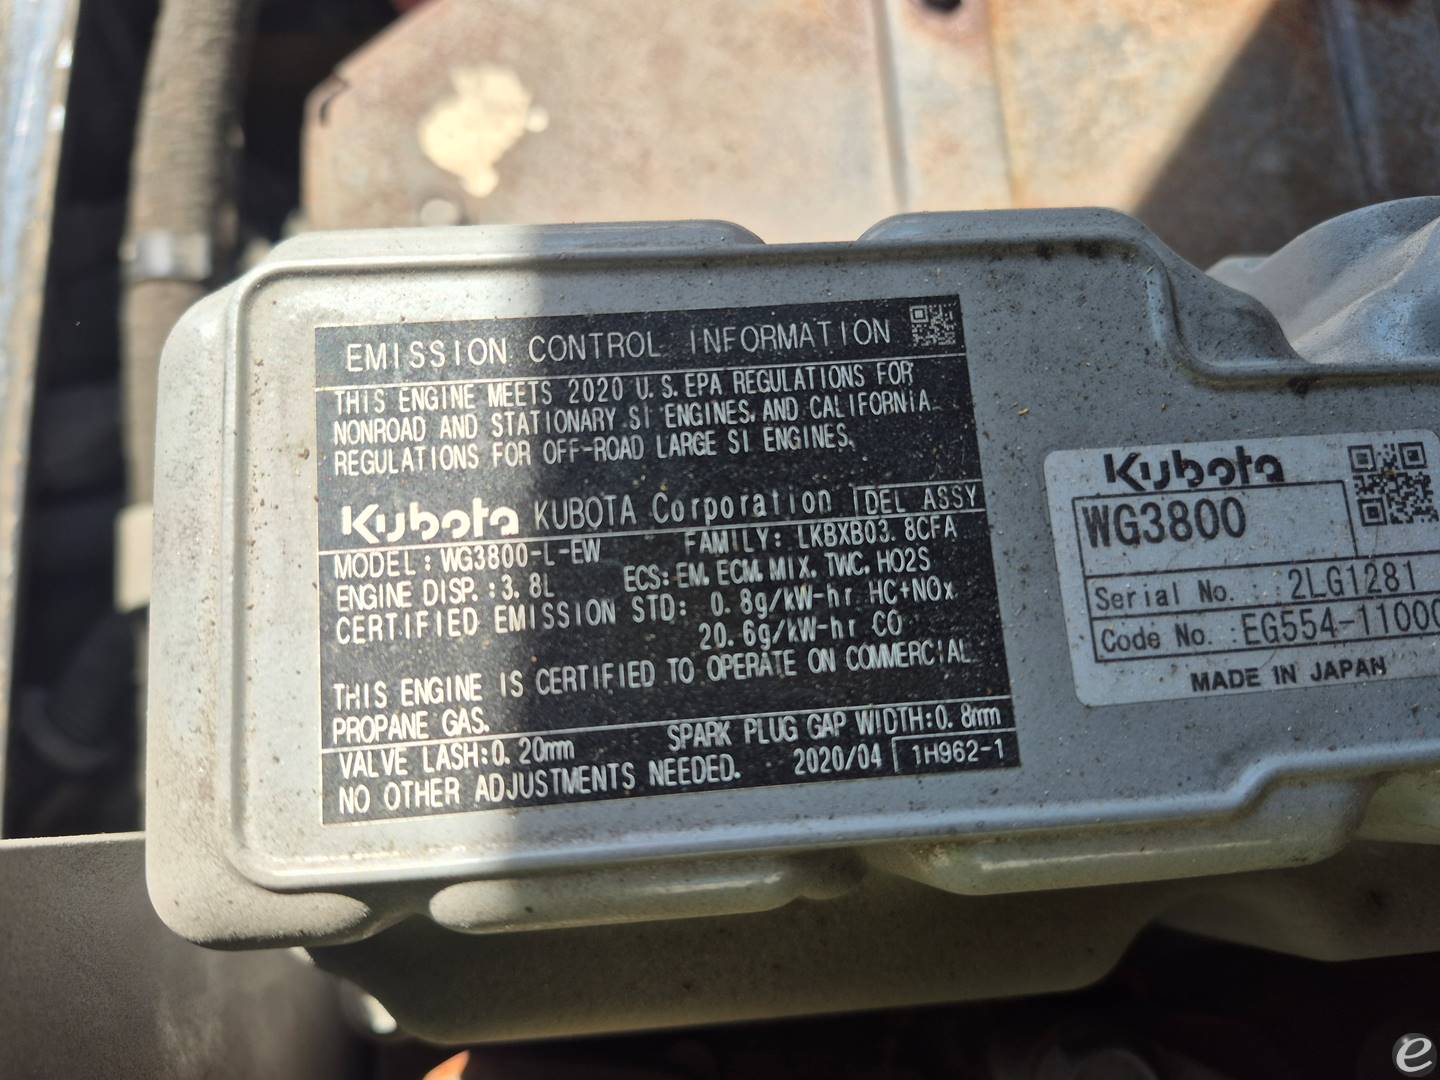 EMISSION CONTROL INFORMATION
THIS ENGINE MEETS 2020 U.S.EPA REGULATIONS FOR
NONROAD AND STATIONARY SI ENGINES, AND CALIFORNIA
REGULATIONS FOR OFF-ROAD LARGE SI ENGINES.
Kubota KUBOTA Corporation DEL ASSY
MODEL: WG3800-L-EW FAMILY: LKBXB03.8CFA
ENGINE DISP.:3.8L ECS:EM, ECM, MIX, TWC, HO2S
CERTIFIED EMISSION STD: 0.8g/kW-hr HC+NOx
20.6g/kW-hr CO
THIS ENGINE IS CERTIFIED TO OPERATE ON COMMERCIAL
PROPANE GAS.
VALVE LASH:0.20mm SPARK PLUG GAP WIDTH:0.8mm
NO OTHER ADJUSTMENTS NEEDED. 2020/04 1H962-1
Kubota
WG3800
Serial No. :2LG1281
Code No. :EG554-11000
MADE IN JAPAN
e